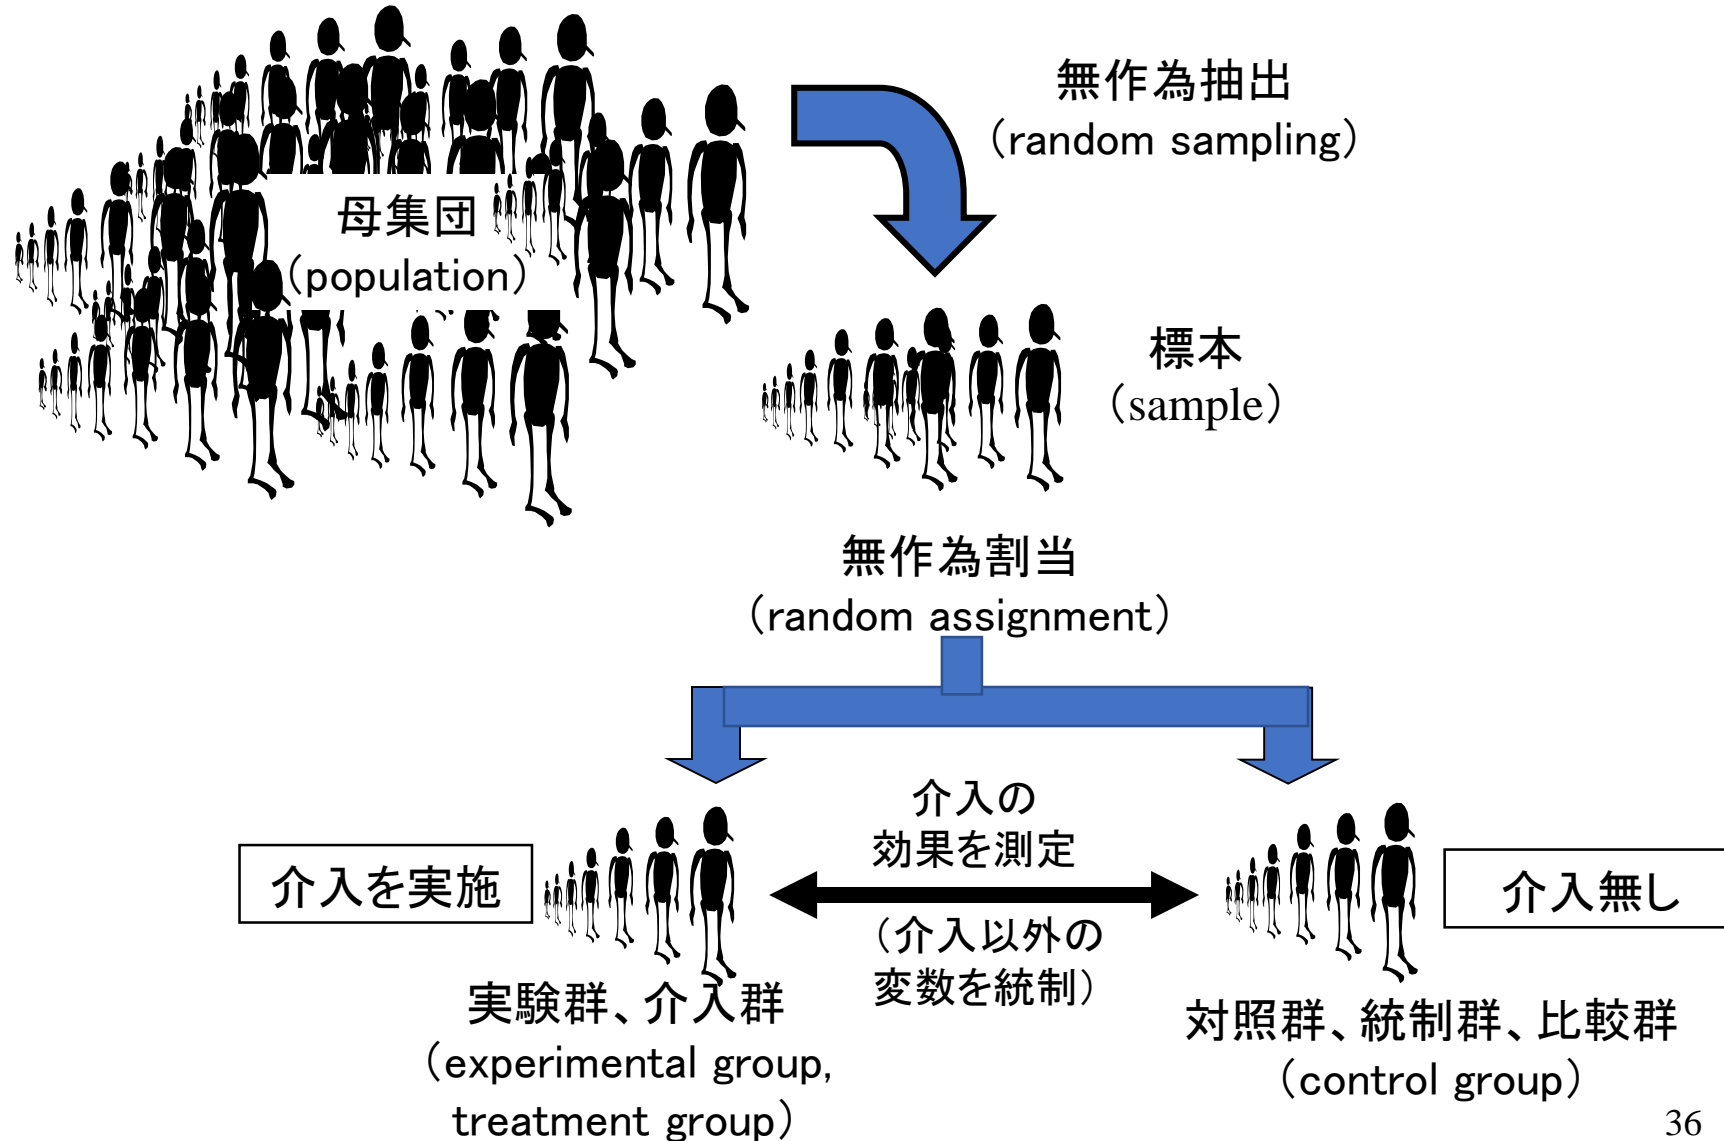 無作為抽出
（random sampling）
母集団
（population）
標本
（sample）
無作為割当
（random assignment）
介入の
効果を測定
介入を実施
介入無し
（介入以外の
変数を統制）
実験群、介入群
（experimental group,
treatment group）
対照群、統制群、比較群
（control group）
36